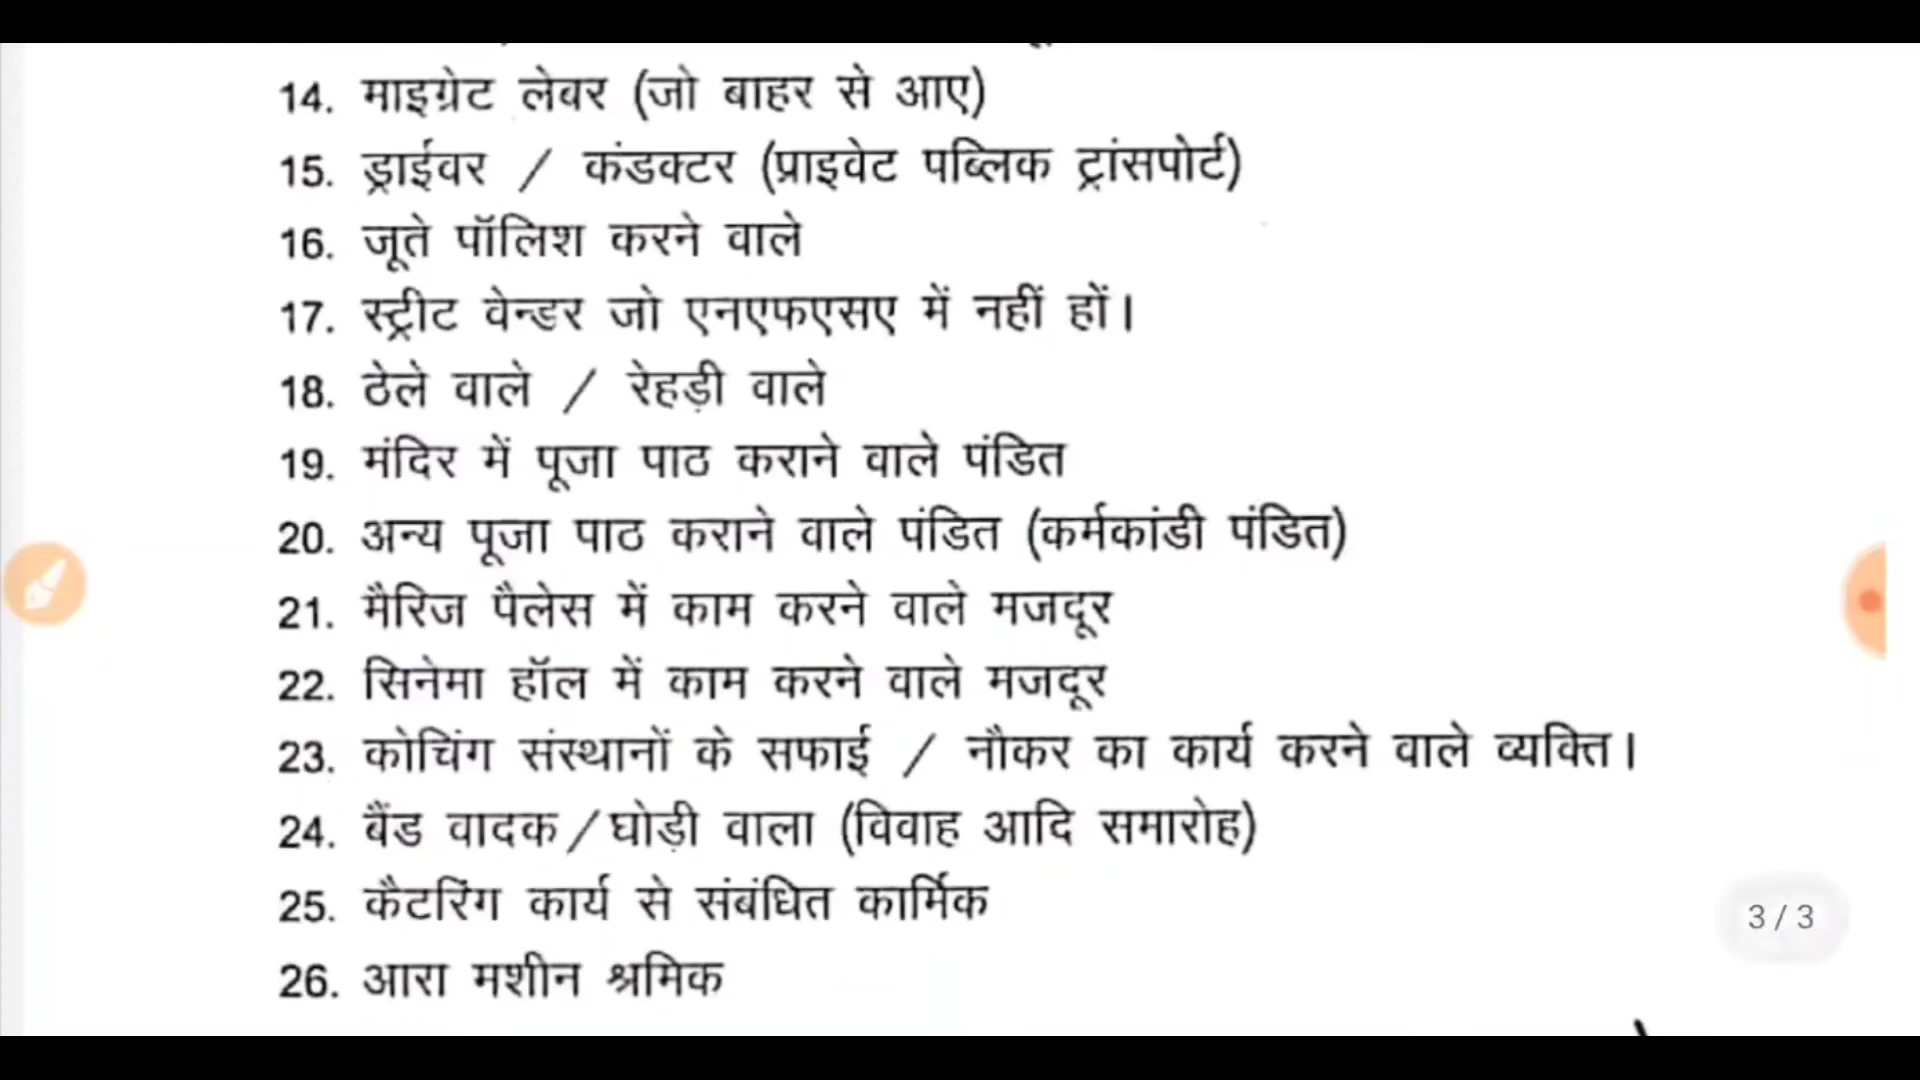 14. माइग्रेट लेबर (जो बाहर से आए)
15. ड्राईवर / कंडक्टर (प्राइवेट पब्लिक ट्रांसपोर्ट)
16. जूते पॉलिश करने वाले
17. स्ट्रीट वेन्डर जो एनएफएसए में नहीं हों।
18. ठेले वाले / रेहड़ी वाले
19. मंदिर में पूजा पाठ कराने वाले पंडित
20. अन्य पूजा पाठ कराने वाले पंडित (कर्मकांडी पंडित)
21. मैरिज पैलेस में काम करने वाले मजदूर
22. सिनेमा हॉल में काम करने वाले मजदूर
23. कोचिंग संस्थानों के सफाई / नौकर का कार्य करने वाले व्यक्ति।
24. बैंड वादक/घोड़ी वाला (विवाह आदि समारोह)
25. कैटरिंग कार्य से संबंधित कार्मिक
3 / 3
26. आरा मशीन श्रमिक